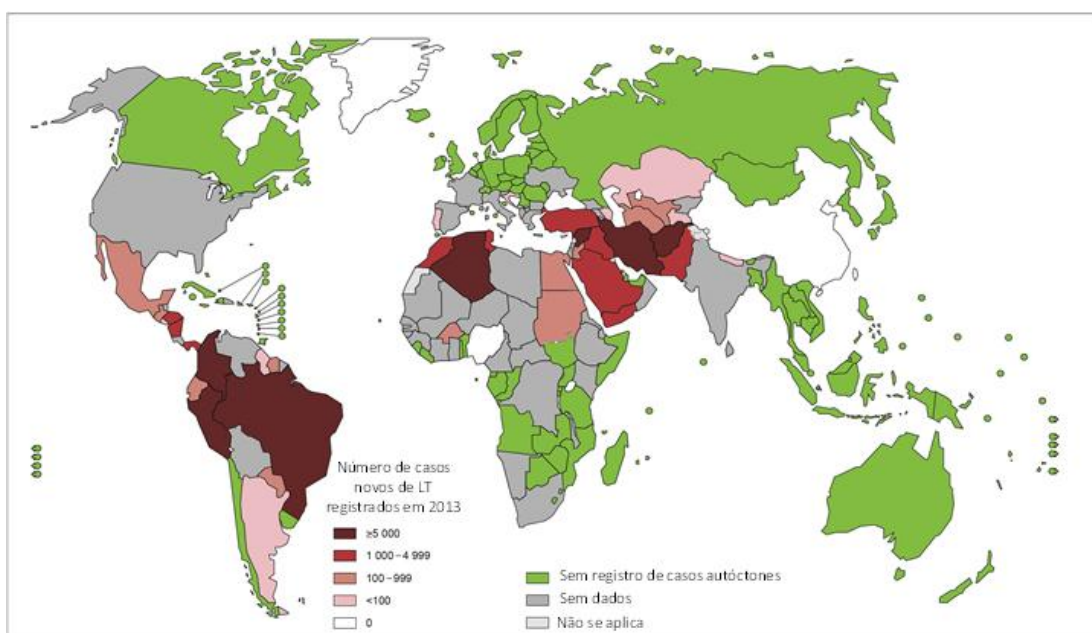 Número de casos
novos de LT
registrados em 2013
≥5 000
1 000–4 999
100–999
<100
0
Sem registro de casos autóctones
Sem dados
Não se aplica